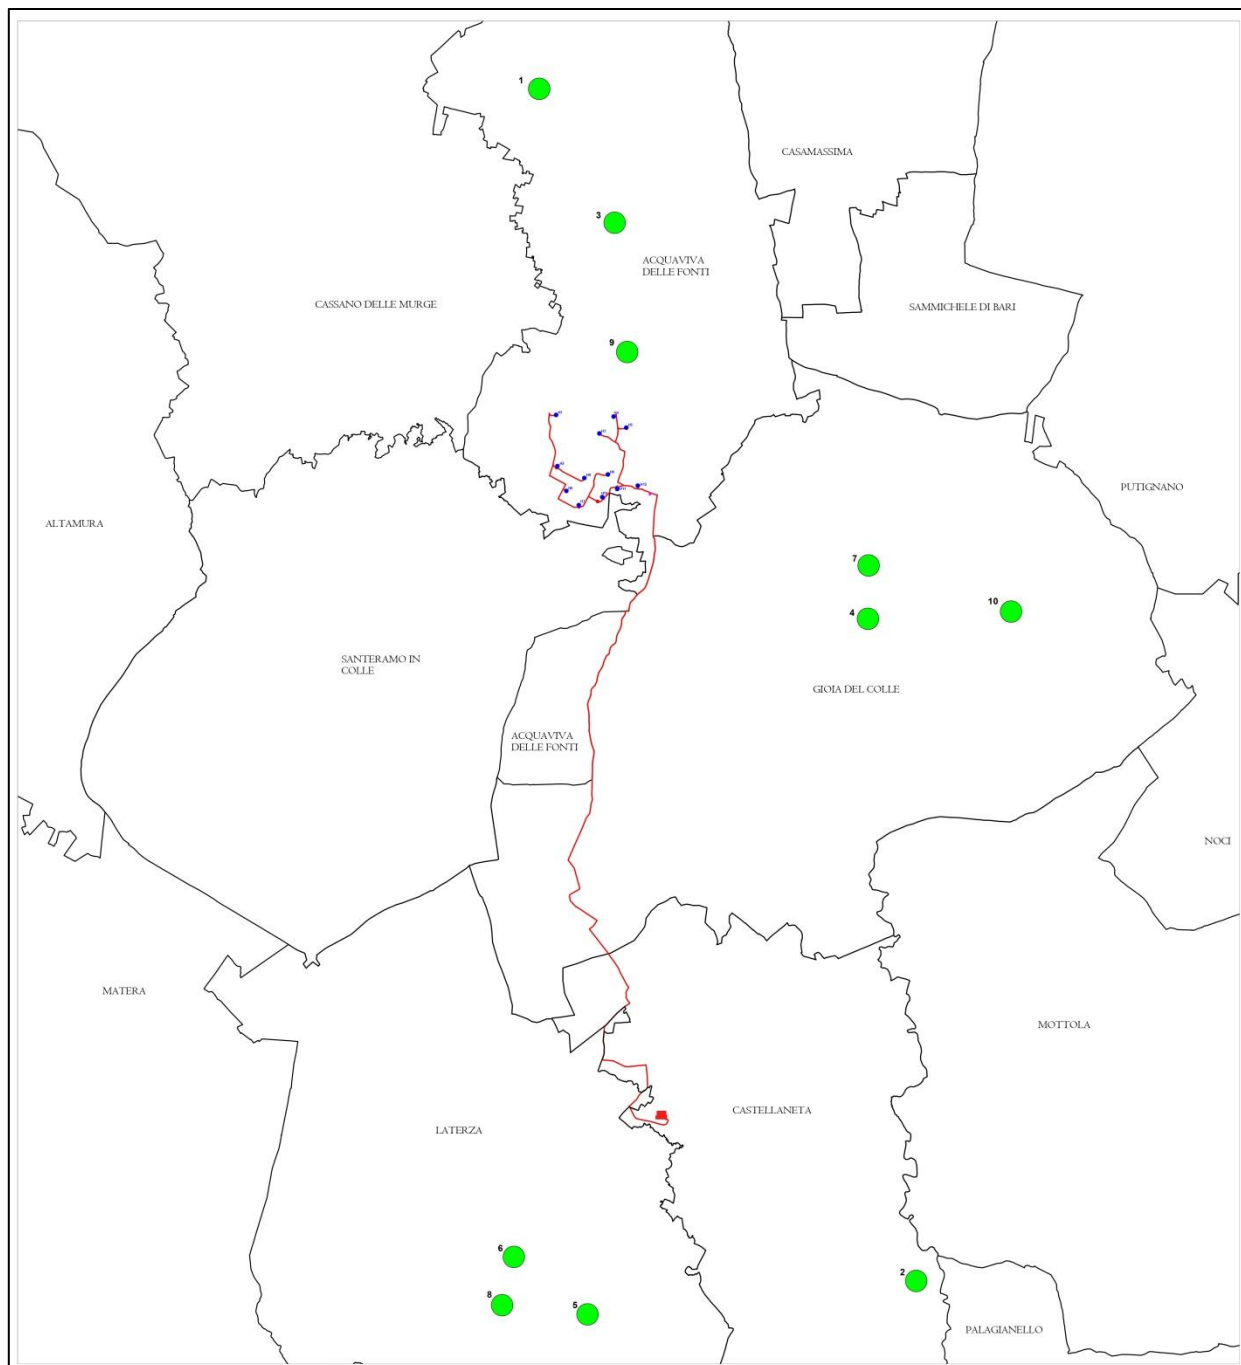 1
CASAMASSIMA
3
ACQUAVIVA
DELLE FONTI
CASSANO DELLE MURGE
SAMMICHELE DI BARI
9
PUTIGNANO
ALTAMURA
7
10
4
SANTERAMO IN
COLLE
GIOIA DEL COLLE
ACQUAVIVA
DELLE FONTI
NOCI
MATERA
MOTTOLA
CASTELLANETA
LATERZA
6
2
8
5
PALAGIANELLO